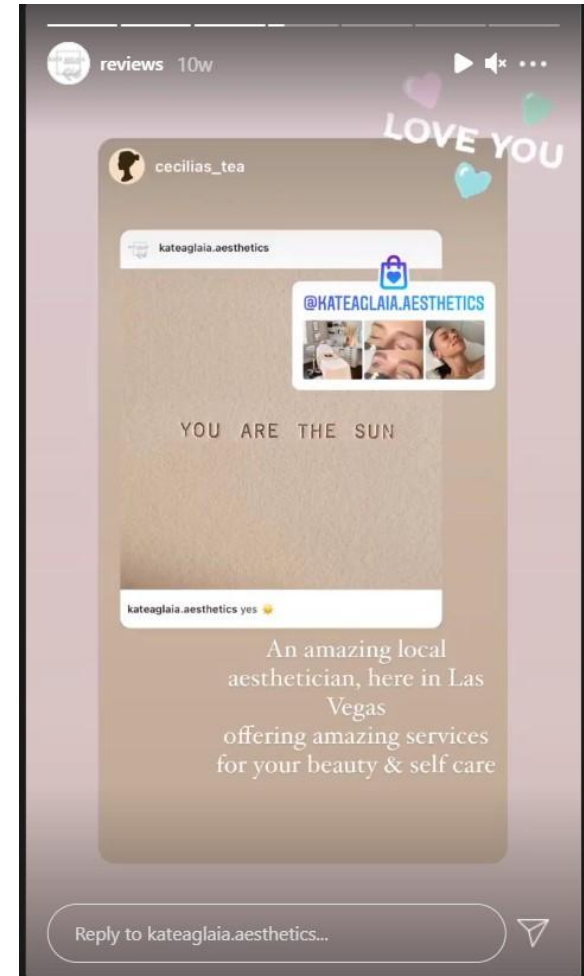 reviews 10w
LOVE YOU
cecilias_tea
kateaglaia.aesthetics
@KATEAGLAIA.AESTHETICS
YOU ARE THE SUN
kateaglaia.aesthetics yes
An amazing local
aesthetician, here in Las
Vegas
offering amazing services
for your beauty & self care
Reply to kateaglaia.aesthetics...